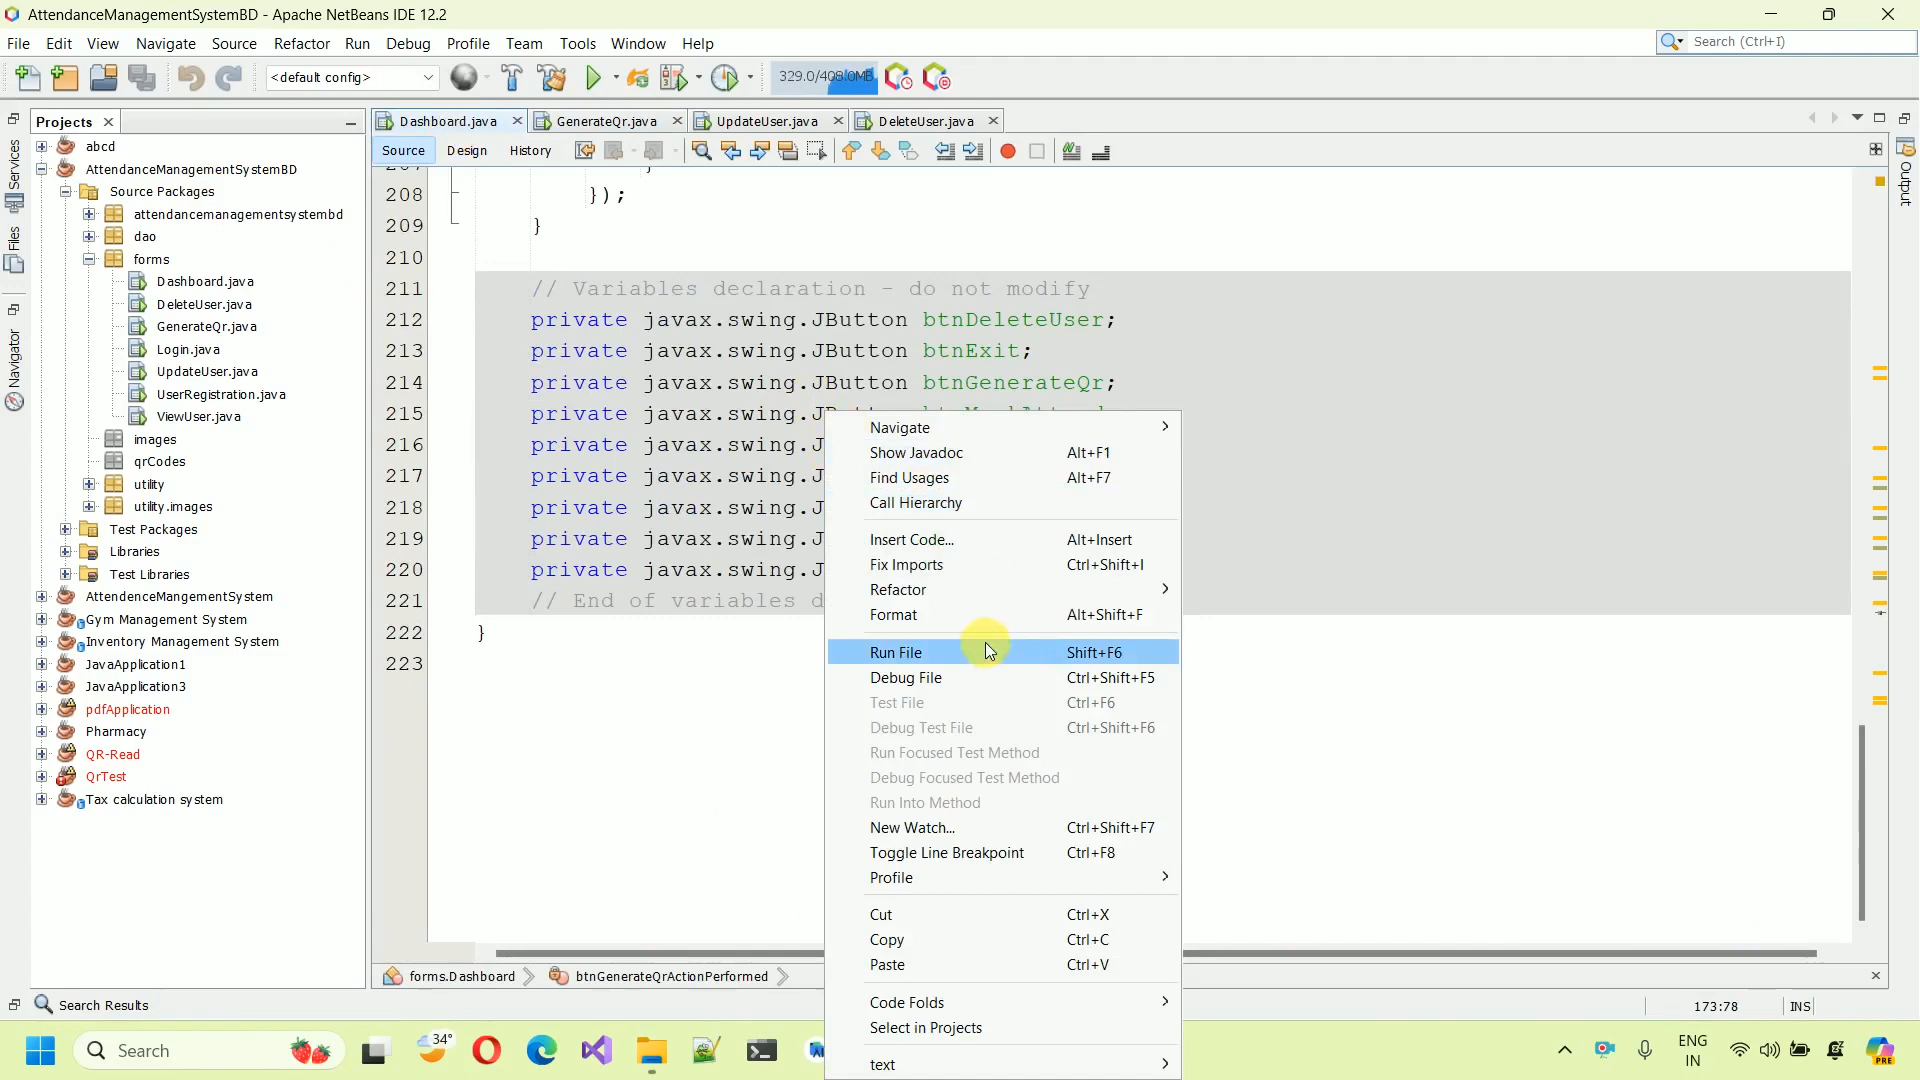 AttendanceManagementSystemBD - Apache NetBeans IDE 12.2
File Edit View Navigate Source Refactor Run Debug Profile Team Tools Window Help
Search (Ctrl+I)
<default config>
329.0/408.0MB
Projects
Dashboard.java GenerateQr.java UpdateUser.java DeleteUser.java
Source Design History
Services
Files
Navigator
Output
abcd
AttendanceManagementSystemBD
Source Packages
attendancemanagementsystembd
dao
forms
Dashboard.java
DeleteUser.java
GenerateQr.java
Login.java
UpdateUser.java
UserRegistration.java
ViewUser.java
images
qrCodes
utility
utility.images
Test Packages
Libraries
Test Libraries
AttendenceMangementSystem
Gym Management System
Inventory Management System
JavaApplication1
JavaApplication3
pdfApplication
Pharmacy
QR-Read
QrTest
Tax calculation system
208 });
209 }
210
211 // Variables declaration - do not modify
212 private javax.swing.JButton btnDeleteUser;
213 private javax.swing.JButton btnExit;
214 private javax.swing.JButton btnGenerateQr;
215 private javax.swing.J
216 private javax.swing.J
217 private javax.swing.J
218 private javax.swing.J
219 private javax.swing.J
220 private javax.swing.J
221 // End of variables d
222 }
223
Navigate
Show Javadoc Alt+F1
Find Usages Alt+F7
Call Hierarchy
Insert Code... Alt+Insert
Fix Imports Ctrl+Shift+I
Refactor
Format Alt+Shift+F
Run File Shift+F6
Debug File Ctrl+Shift+F5
Test File Ctrl+F6
Debug Test File Ctrl+Shift+F6
Run Focused Test Method
Debug Focused Test Method
Run Into Method
New Watch... Ctrl+Shift+F7
Toggle Line Breakpoint Ctrl+F8
Profile
Cut Ctrl+X
Copy Ctrl+C
Paste Ctrl+V
Code Folds
Select in Projects
text
forms.Dashboard btnGenerateQrActionPerformed
Search Results
173:78 INS
Search
34°
ENG
IN
PRE